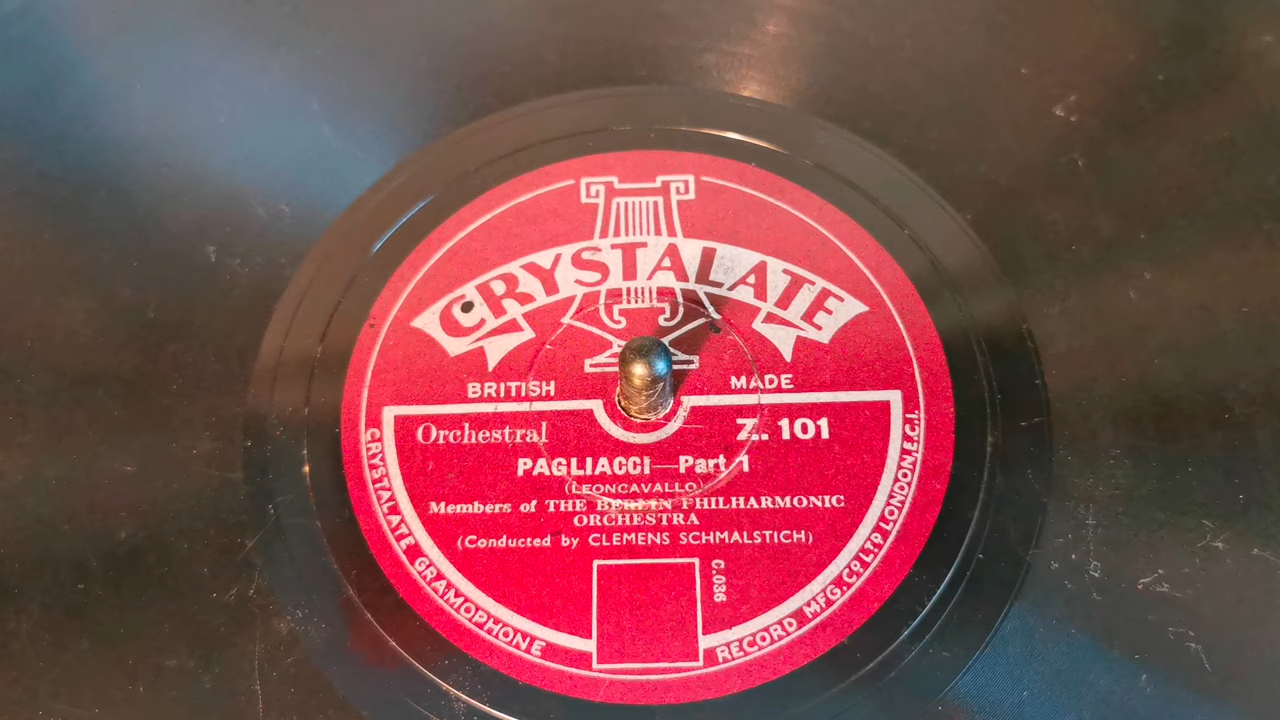 CRYSTALATE
BRITISH MADE
Orchestral Z. 101
PAGLIACCI—Part 1
(LEONCAVALLO)
Members of THE BERLIN PHILHARMONIC
ORCHESTRA
(Conducted by CLEMENS SCHMALSTICH)
C.036
CRYSTALATE GRAMOPHONE RECORD MFG. CO LTD LONDON.E.C.1.